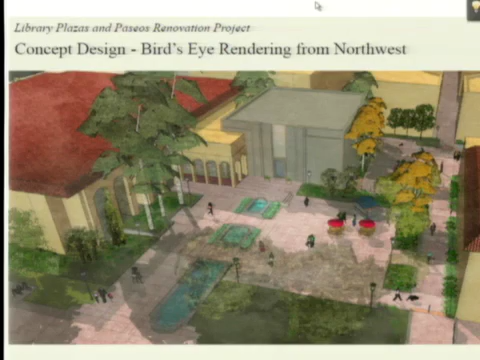 Library Plazas and Paseos Renovation Project
Concept Design - Bird's Eye Rendering from Northwest